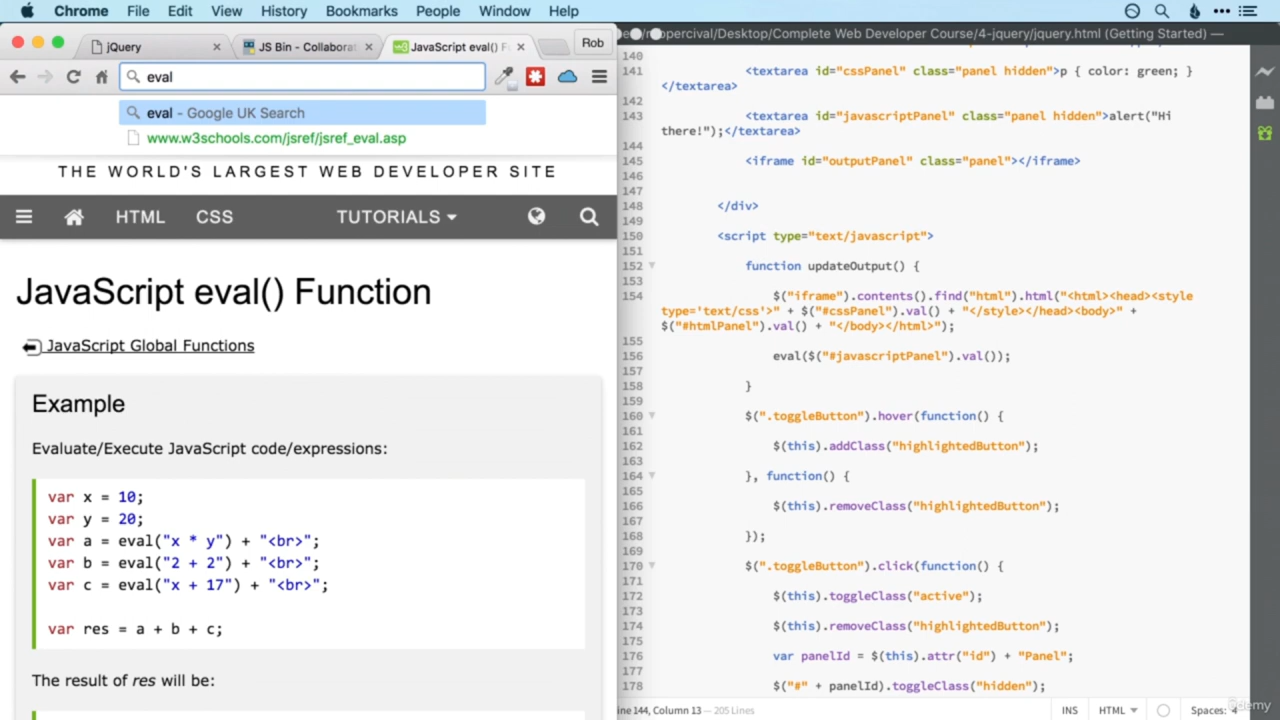 Chrome File Edit View History Bookmarks People Window Help
jQuery
JS Bin - Collabora
JavaScript eval() F
Rob
eval
eval - Google UK Search
www.w3schools.com/jsref/jsref_eval.asp
THE WORLD'S LARGEST WEB DEVELOPER SITE
HTML CSS TUTORIALS
JavaScript eval() Function
JavaScript Global Functions
Example
Evaluate/Execute JavaScript code/expressions:
var x = 10;
var y = 20;
var a = eval("x * y") + "<br>";
var b = eval("2 + 2") + "<br>";
var c = eval("x + 17") + "<br>";
var res = a + b + c;
The result of res will be:
percival/Desktop/Complete Web Developer Course/4-jquery/jquery.html (Getting Started) —
140
141 <textarea id="cssPanel" class="panel hidden">p { color: green; }
</textarea>
142
143 <textarea id="javascriptPanel" class="panel hidden">alert("Hi
there!");</textarea>
144
145 <iframe id="outputPanel" class="panel"></iframe>
146
147
148 </div>
149
150 <script type="text/javascript">
151
152 function updateOutput() {
153
154 $("iframe").contents().find("html").html("<html><head><style
type='text/css'>" + $("#cssPanel").val() + "</style></head><body>" +
$("#htmlPanel").val() + "</body></html>");
155
156 eval($("#javascriptPanel").val());
157
158 }
159
160 $(".toggleButton").hover(function() {
161
162 $(this).addClass("highlightedButton");
163
164 }, function() {
165
166 $(this).removeClass("highlightedButton");
167
168 });
169
170 $(".toggleButton").click(function() {
171
172 $(this).toggleClass("active");
173
174 $(this).removeClass("highlightedButton");
175
176 var panelId = $(this).attr("id") + "Panel";
177
178 $("#" + panelId).toggleClass("hidden");
ine 144, Column 13 — 205 Lines
INS HTML Spaces: 4
ûdemy